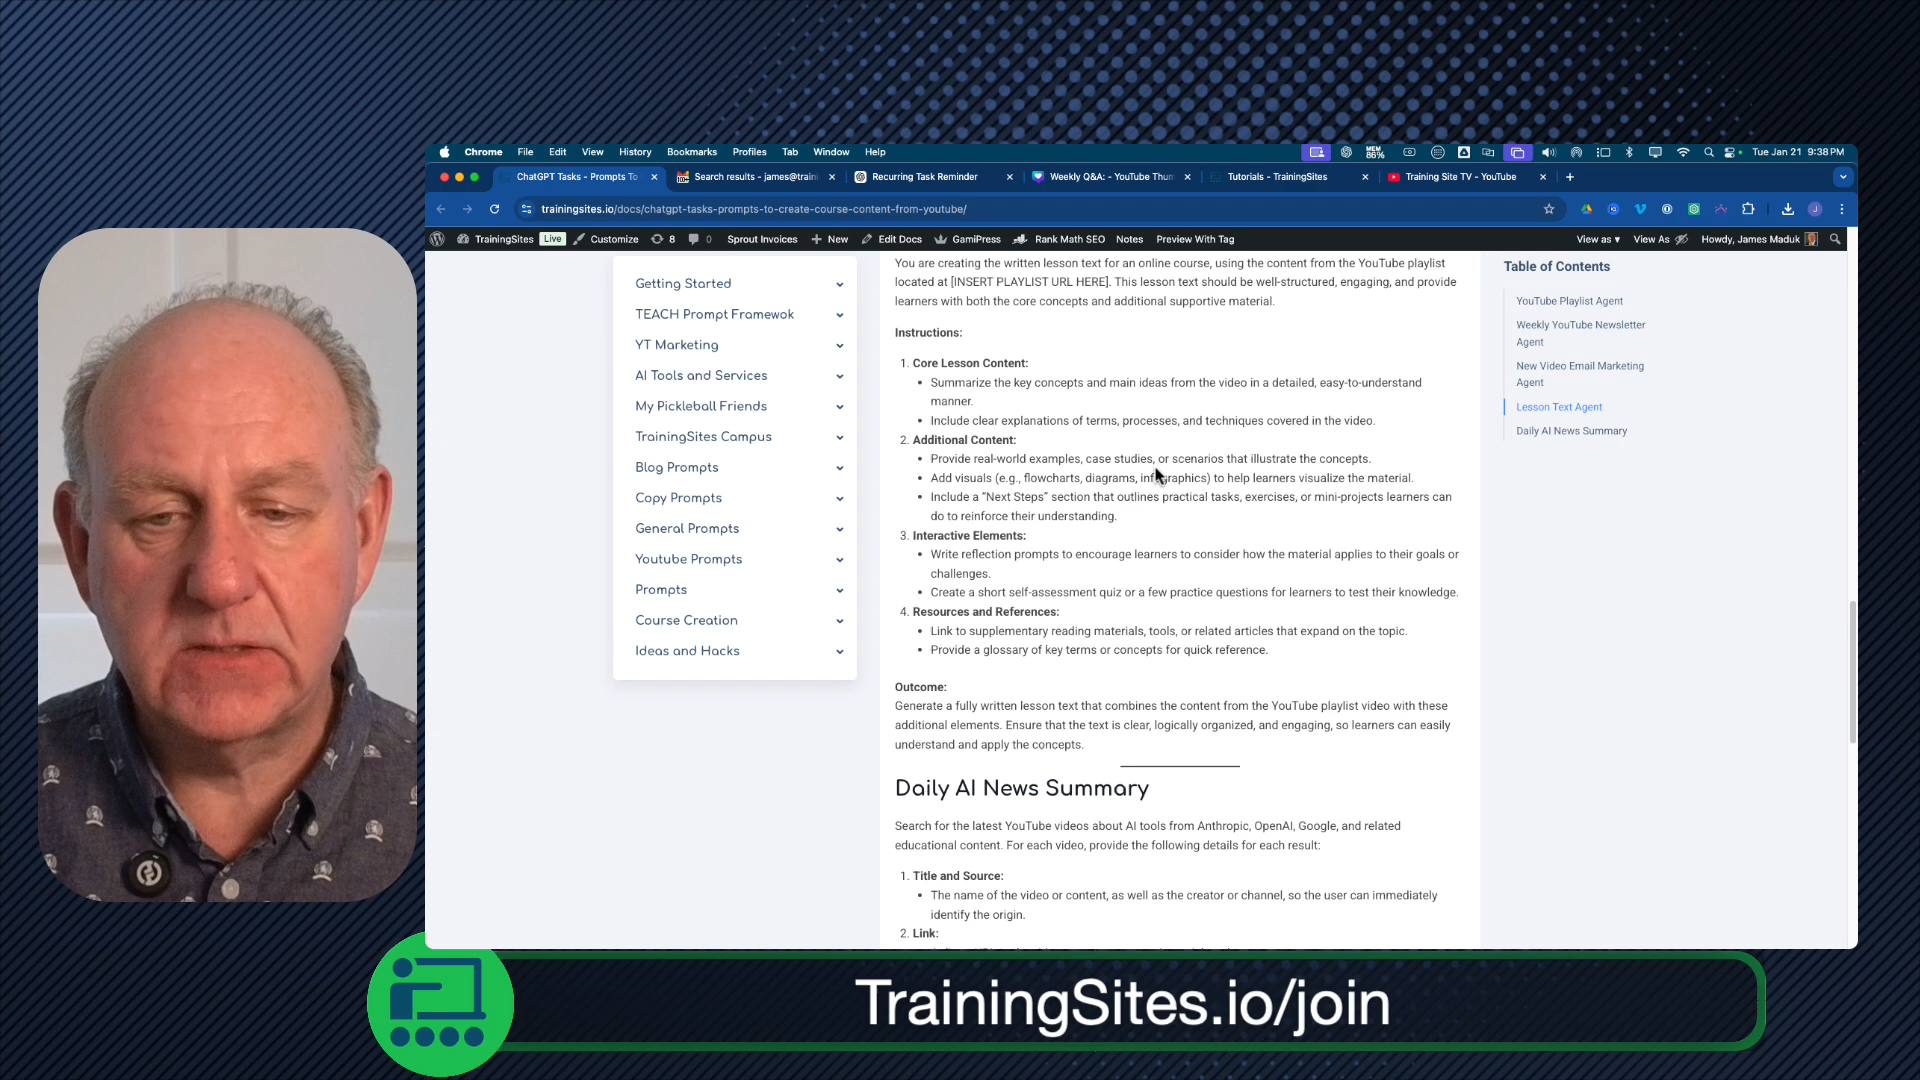 Chrome File Edit View History Bookmarks Profiles Tab Window Help
MEM 86%
Tue Jan 21 9:38 PM
ChatGPT Tasks - Prompts To
Search results - james@traini
Recurring Task Reminder
Weekly Q&A: - YouTube Thum
Tutorials - TrainingSites
Training Site TV - YouTube
trainingsites.io/docs/chatgpt-tasks-prompts-to-create-course-content-from-youtube/
TrainingSites Live Customize 8 0 Sprout Invoices New Edit Docs GamiPress Rank Math SEO Notes Preview With Tag View as View As Howdy, James Maduk
Getting Started
TEACH Prompt Framewok
YT Marketing
AI Tools and Services
My Pickleball Friends
TrainingSites Campus
Blog Prompts
Copy Prompts
General Prompts
Youtube Prompts
Prompts
Course Creation
Ideas and Hacks
You are creating the written lesson text for an online course, using the content from the YouTube playlist
located at [INSERT PLAYLIST URL HERE]. This lesson text should be well-structured, engaging, and provide
learners with both the core concepts and additional supportive material.
Instructions:
1. Core Lesson Content:
• Summarize the key concepts and main ideas from the video in a detailed, easy-to-understand
manner.
• Include clear explanations of terms, processes, and techniques covered in the video.
2. Additional Content:
• Provide real-world examples, case studies, or scenarios that illustrate the concepts.
• Add visuals (e.g., flowcharts, diagrams, infographics) to help learners visualize the material.
• Include a “Next Steps” section that outlines practical tasks, exercises, or mini-projects learners can
do to reinforce their understanding.
3. Interactive Elements:
• Write reflection prompts to encourage learners to consider how the material applies to their goals or
challenges.
• Create a short self-assessment quiz or a few practice questions for learners to test their knowledge.
4. Resources and References:
• Link to supplementary reading materials, tools, or related articles that expand on the topic.
• Provide a glossary of key terms or concepts for quick reference.
Outcome:
Generate a fully written lesson text that combines the content from the YouTube playlist video with these
additional elements. Ensure that the text is clear, logically organized, and engaging, so learners can easily
understand and apply the concepts.
Daily AI News Summary
Search for the latest YouTube videos about AI tools from Anthropic, OpenAI, Google, and related
educational content. For each video, provide the following details for each result:
1. Title and Source:
• The name of the video or content, as well as the creator or channel, so the user can immediately
identify the origin.
2. Link:
Table of Contents
YouTube Playlist Agent
Weekly YouTube Newsletter
Agent
New Video Email Marketing
Agent
Lesson Text Agent
Daily AI News Summary
TrainingSites.io/join